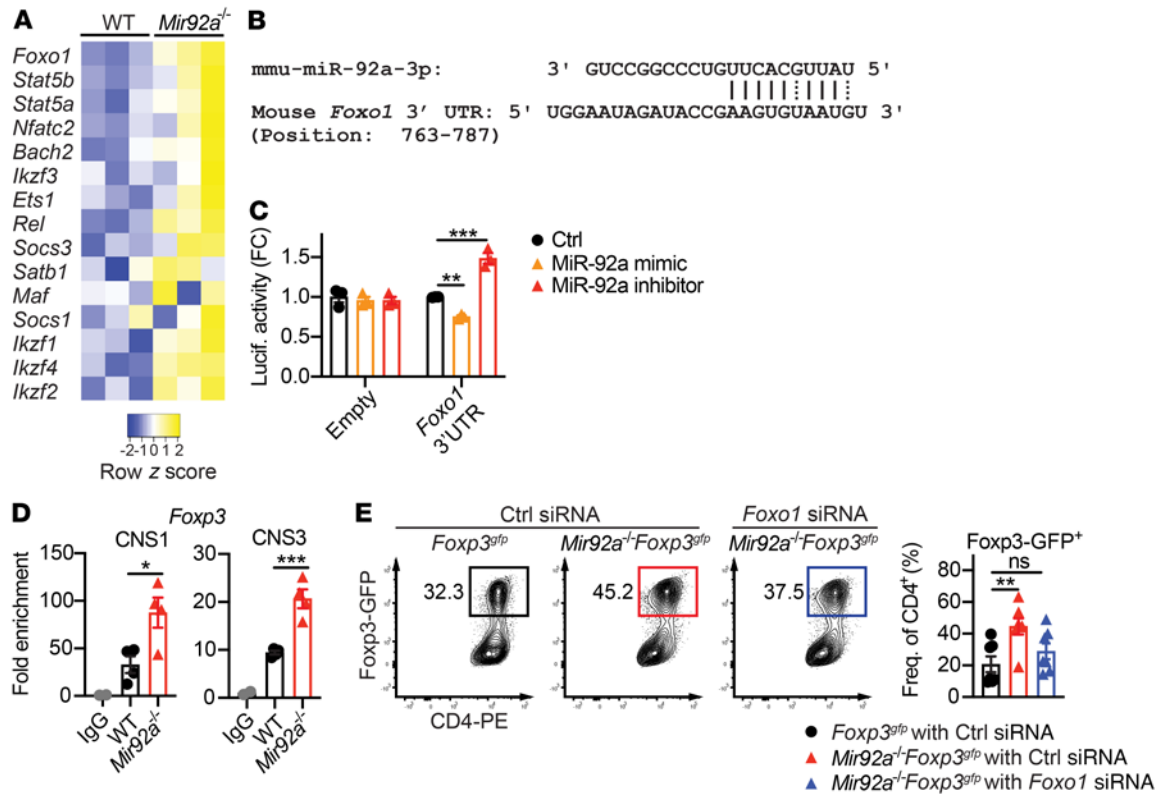 A
WT Mir92a-/-
Foxo1
Stat5b
Stat5a
Nfatc2
Bach2
Ikzf3
Ets1
Rel
Socs3
Satb1
Maf
Socs1
Ikzf1
Ikzf4
Ikzf2
-2-1 0 1 2
Row z score
B
mmu-miR-92a-3p: 3' GUCCGGCCCUGUUCACGUUAU 5'
Mouse Foxo1 3' UTR: 5' UGGAAUAGAUACCGAAGUGUAAUGU 3'
(Position: 763-787)
C
Lucif. activity (FC)
1.5
1.0
0.5
0.0
*** 
**
Empty
Foxo1
3'UTR
Ctrl
MiR-92a mimic
MiR-92a inhibitor
D
Foxp3
CNS1
CNS3
Fold enrichment
150
100
50
0
*
IgG
WT
Mir92a-/-
30
20
10
0
***
IgG
WT
Mir92a-/-
E
Ctrl siRNA
Foxo1 siRNA
Foxp3gfp
Mir92a-/-Foxp3gfp
Mir92a-/-Foxp3gfp
32.3
45.2
37.5
Foxp3-GFP
CD4-PE
Foxp3-GFP+
Freq. of CD4+ (%)
80
60
40
20
0
ns
**
Foxp3gfp with Ctrl siRNA
Mir92a-/-Foxp3gfp with Ctrl siRNA
Mir92a-/-Foxp3gfp with Foxo1 siRNA